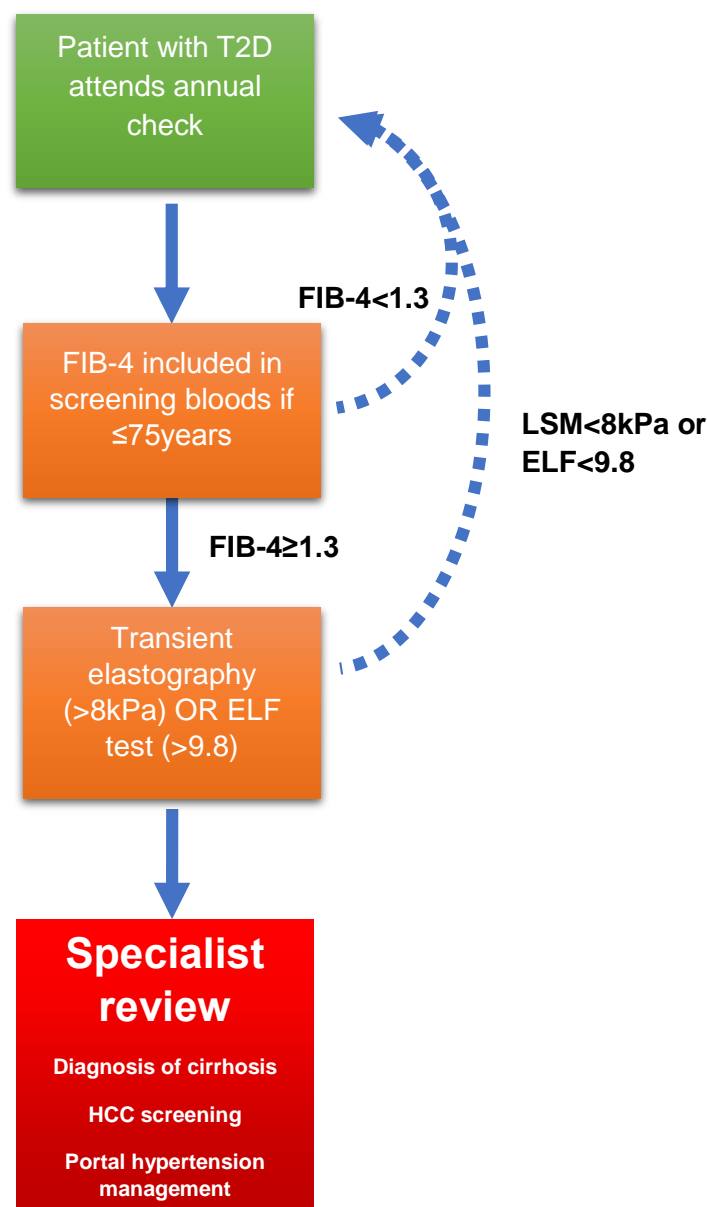 Patient with T2D
attends annual
check
FIB-4<1.3
FIB-4 included in
screening bloods if
≤75years
LSM<8kPa or
ELF<9.8
FIB-4≥1.3
Transient
elastography
(>8kPa) OR ELF
test (>9.8)
Specialist
review
Diagnosis of cirrhosis
HCC screening
Portal hypertension
management